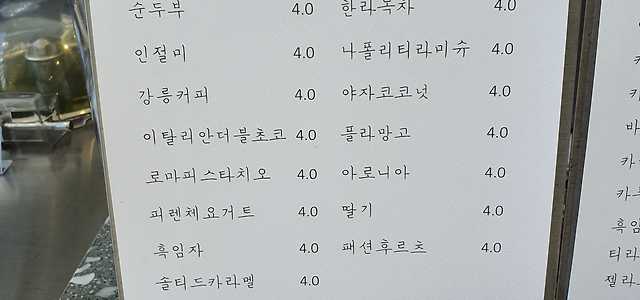 순두부 4.0 한라녹차 4.0
인절미 4.0 나폴리티라미슈 4.0
강릉커피 4.0 야자코코넛 4.0
이탈리안더블초코 4.0 플라망고 4.0
로마피스타치오 4.0 아로니아 4.0
피렌체요거트 4.0 딸기 4.0
흑임자 4.0 패션후르츠 4.0
솔티드카라멜 4.0
카
바
카
카
흑임
티라
젤라